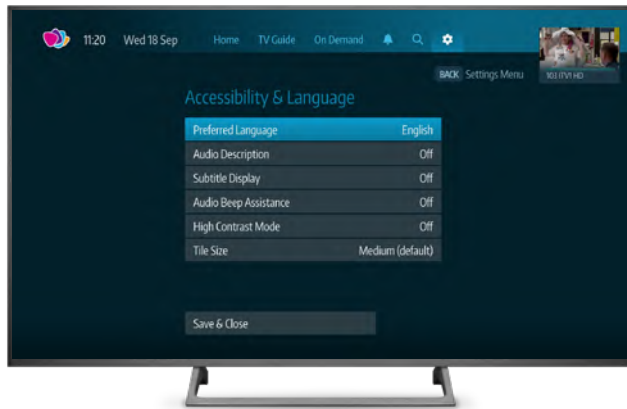 11:20 Wed 18 Sep Home TV Guide On Demand
BACK Settings Menu
103 ITV1 HD
Accessibility & Language
Preferred Language English
Audio Description Off
Subtitle Display Off
Audio Beep Assistance Off
High Contrast Mode Off
Tile Size Medium (default)
Save & Close